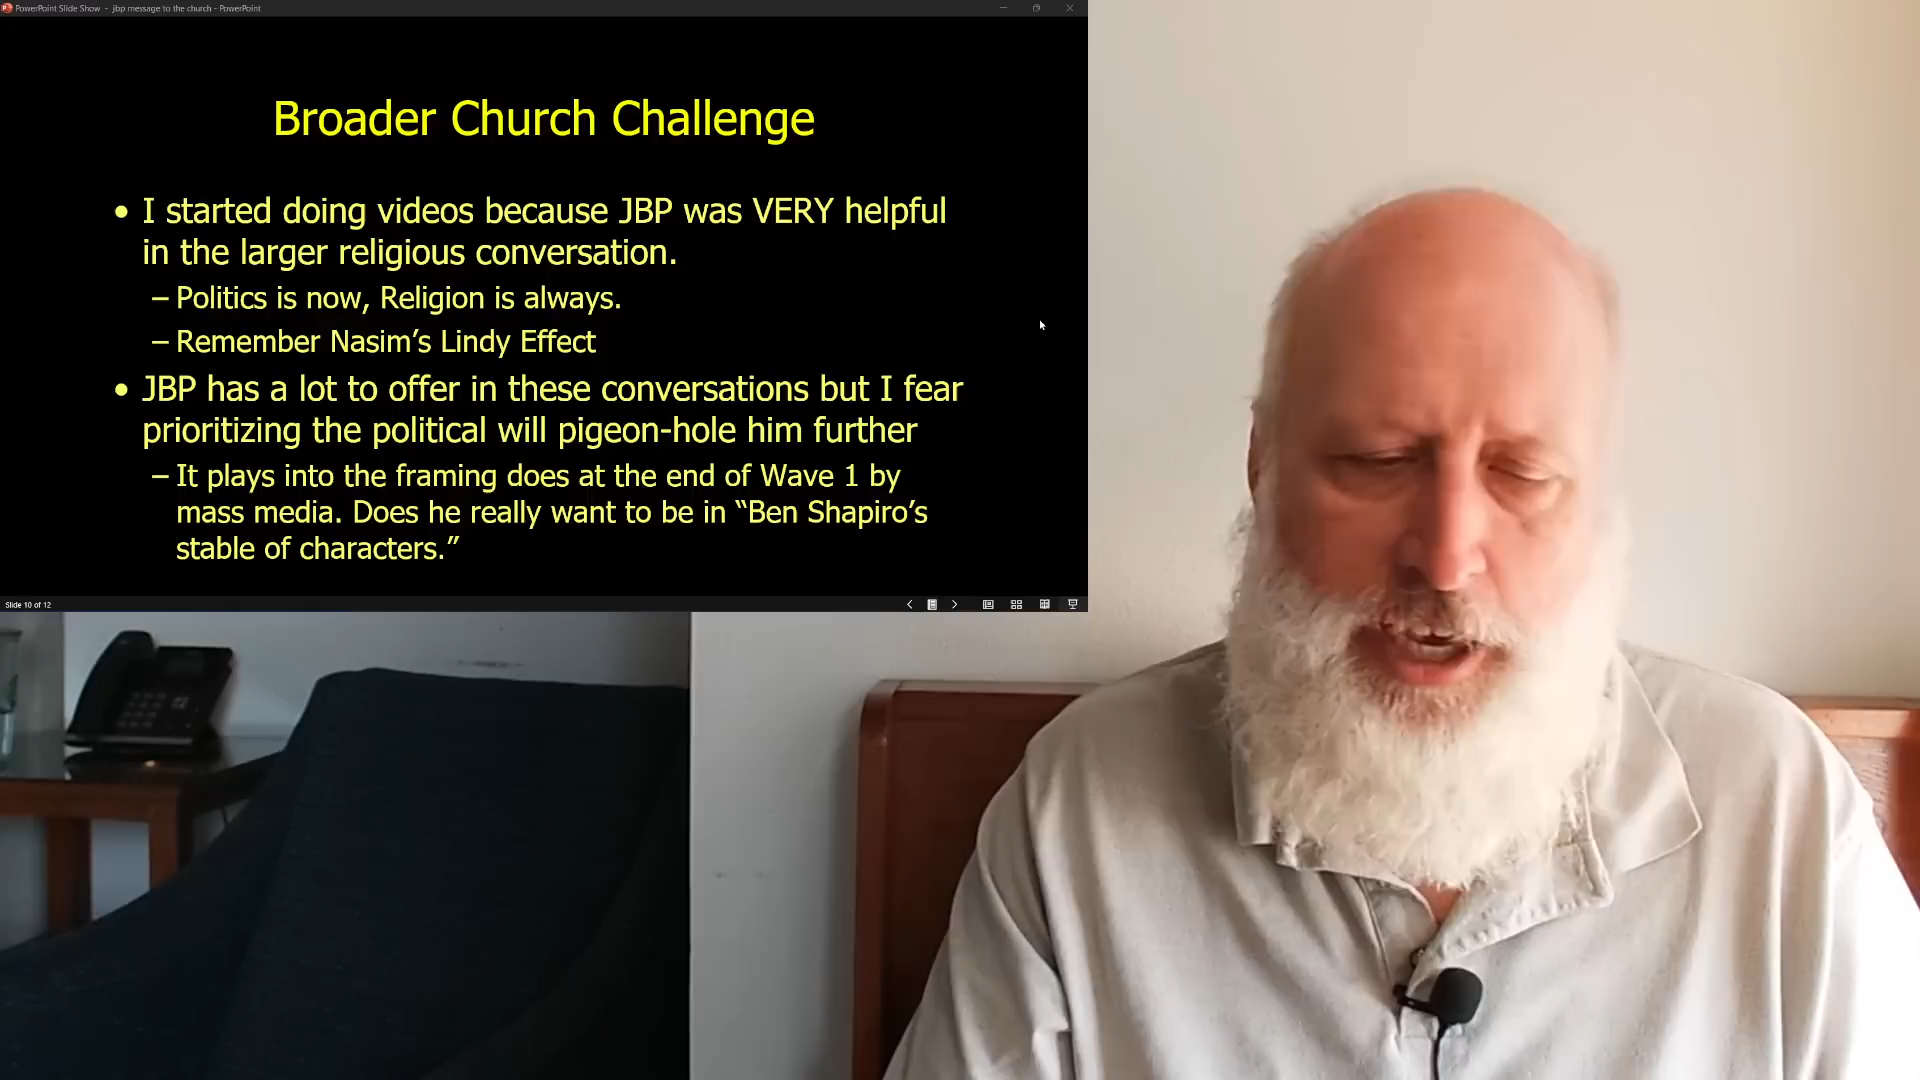 PowerPoint Slide Show - jbp message to the church - PowerPoint
Broader Church Challenge
• I started doing videos because JBP was VERY helpful
in the larger religious conversation.
– Politics is now, Religion is always.
– Remember Nasim’s Lindy Effect
• JBP has a lot to offer in these conversations but I fear
prioritizing the political will pigeon-hole him further
– It plays into the framing does at the end of Wave 1 by
mass media. Does he really want to be in “Ben Shapiro’s
stable of characters.”
Slide 10 of 12